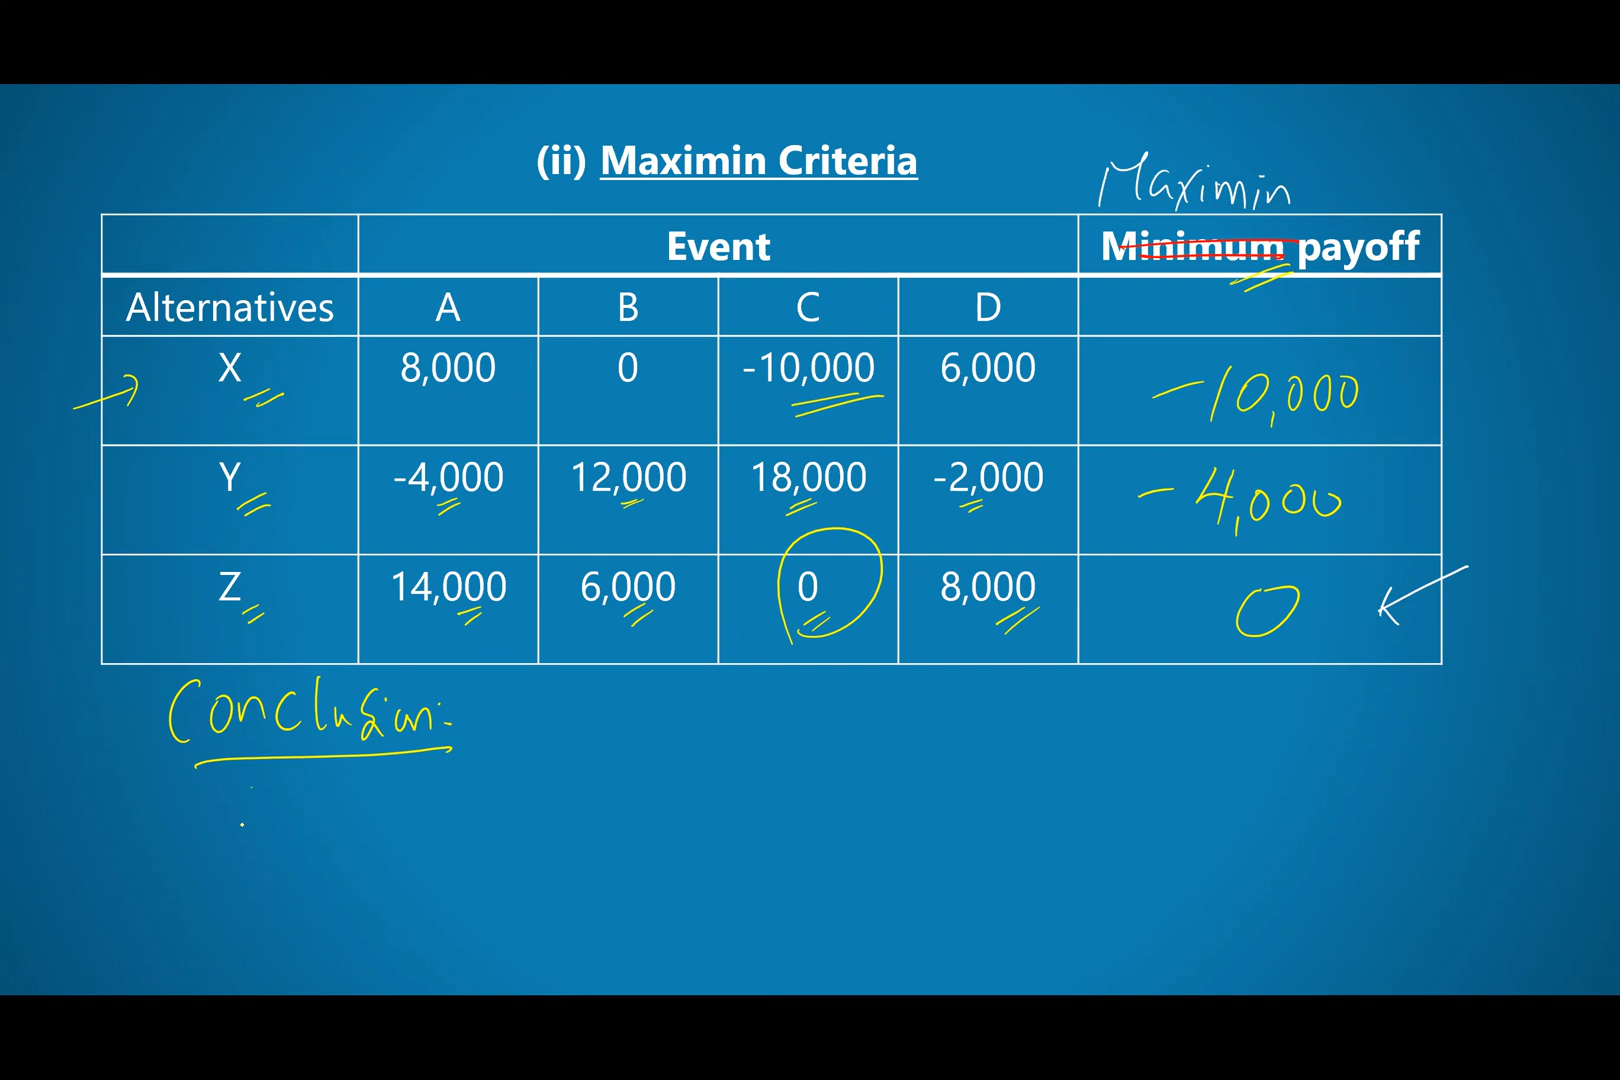 (ii) Maximin Criteria
Maximin
Event Minimum payoff
Alternatives A B C D
X 8,000 0 -10,000 6,000 -10,000
Y -4,000 12,000 18,000 -2,000 -4,000
Z 14,000 6,000 0 8,000 0
Conclusion: